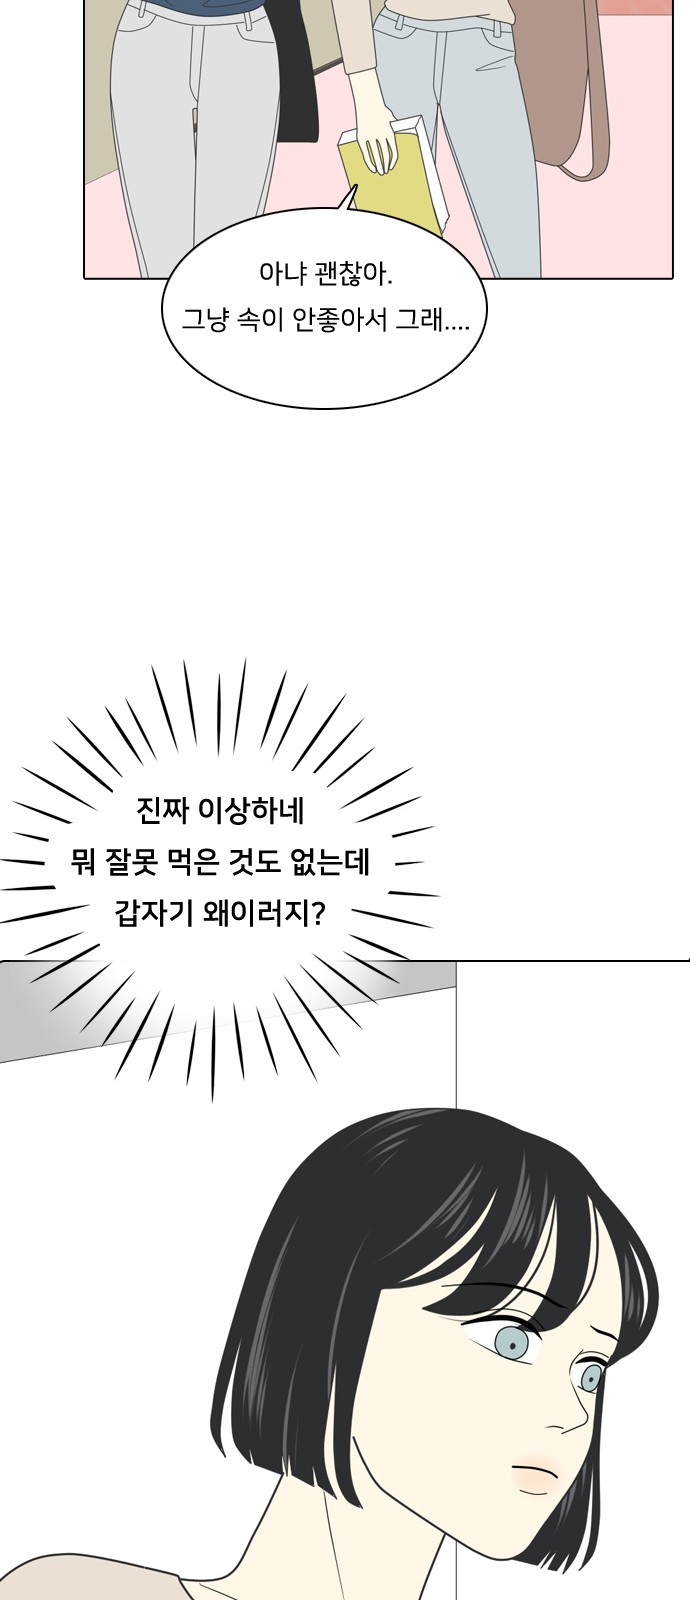 아냐 괜찮아.
그냥 속이 안좋아서 그래....
진짜 이상하네
뭐 잘못 먹은 것도 없는데
갑자기 왜이러지?